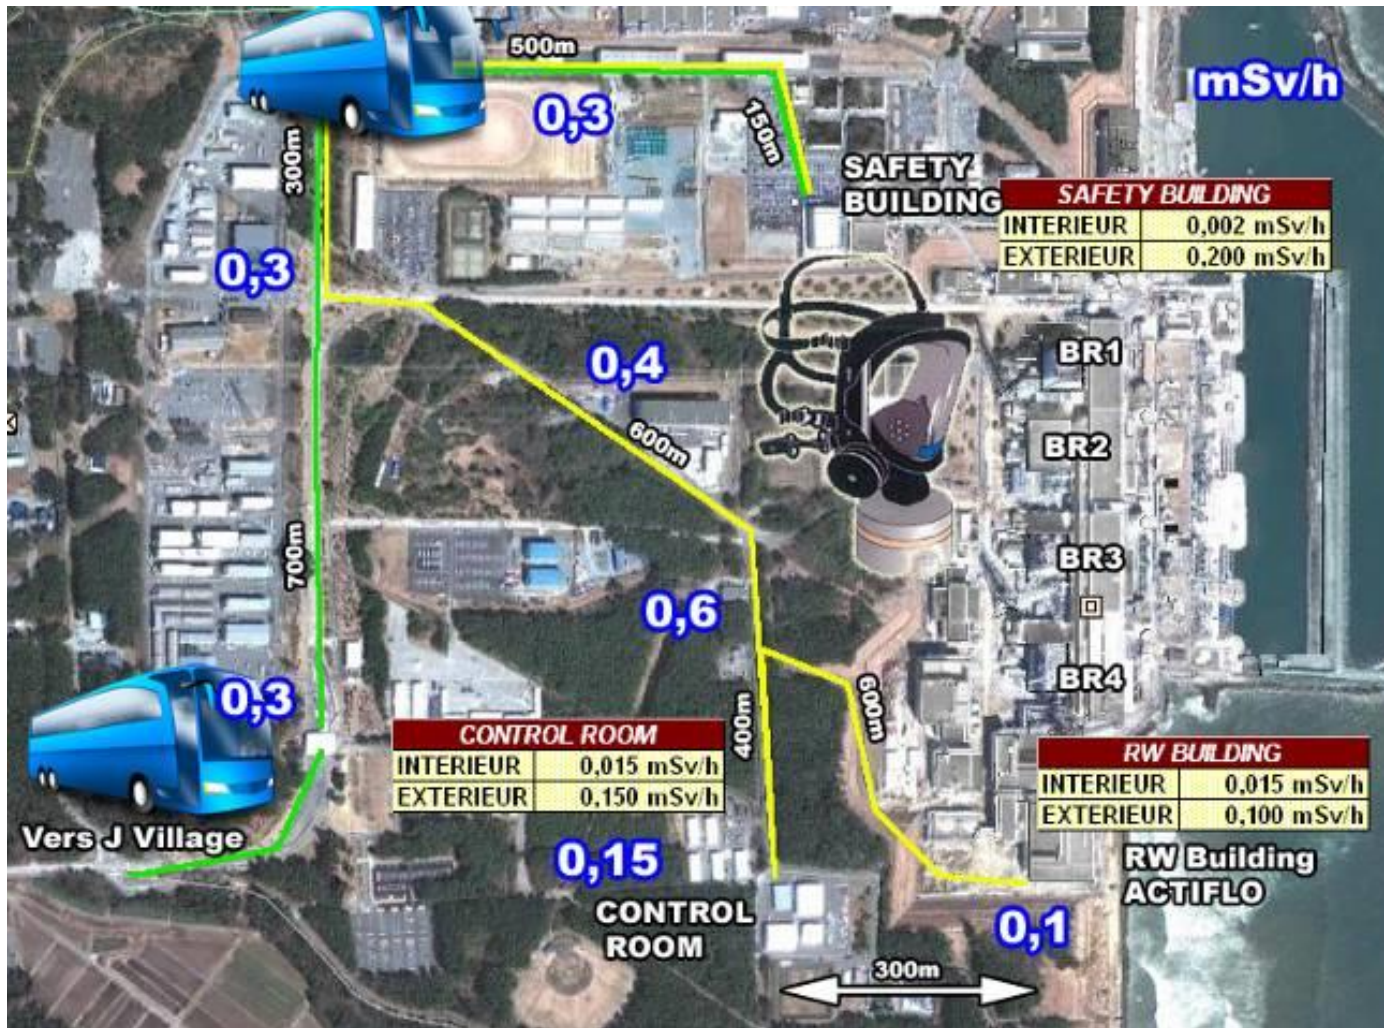 500m
mSv/h
0,3
150m
300m
SAFETY
BUILDING
SAFETY BUILDING
INTERIEUR 0,002 mSv/h
EXTERIEUR 0,200 mSv/h
0,3
0,4
BR1
600m
BR2
700m
BR3
0,6
0,3
BR4
600m
400m
CONTROL ROOM
INTERIEUR 0,015 mSv/h
EXTERIEUR 0,150 mSv/h
RW BUILDING
INTERIEUR 0,015 mSv/h
EXTERIEUR 0,100 mSv/h
Vers J Village
0,15
RW Building
ACTIFLO
CONTROL
ROOM
0,1
300m